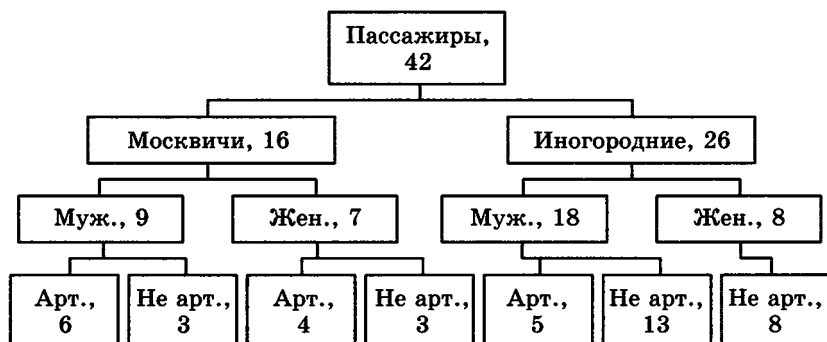 Пассажиры,
42
Москвичи, 16
Иногородние, 26
Муж., 9
Жен., 7
Муж., 18
Жен., 8
Арт.,
6
Не арт.,
3
Арт.,
4
Не арт.,
3
Арт.,
5
Не арт.,
13
Не арт.,
8